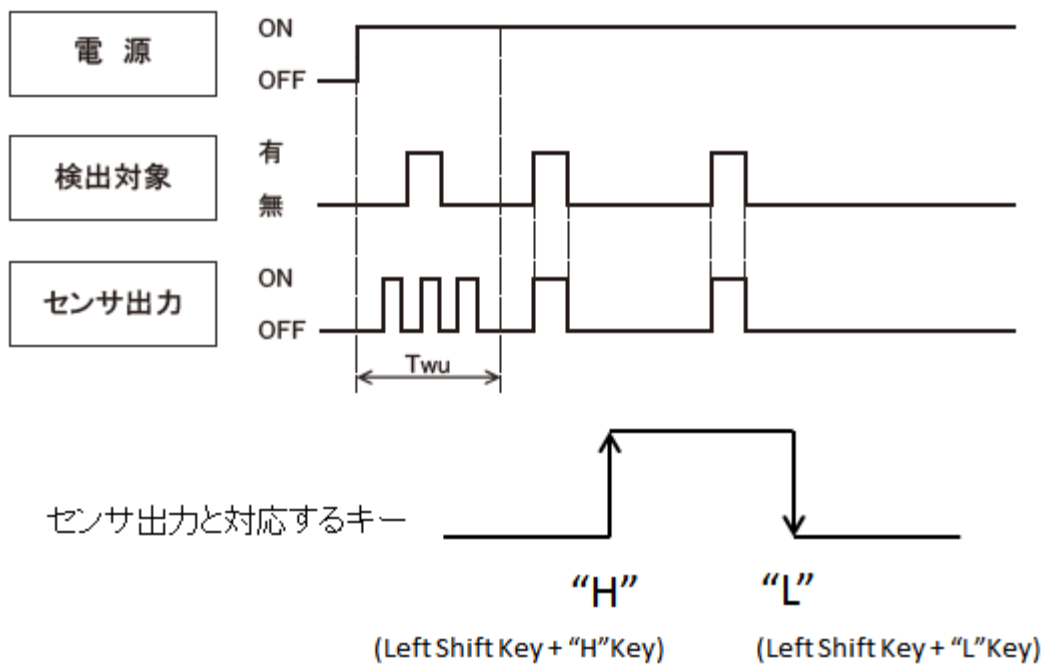 電 源
ON
OFF
検出対象
有
無
センサ出力
ON
OFF
Twu
センサ出力と対応するキー
“H”
“L”
(Left Shift Key + “H”Key)
(Left Shift Key + “L”Key)